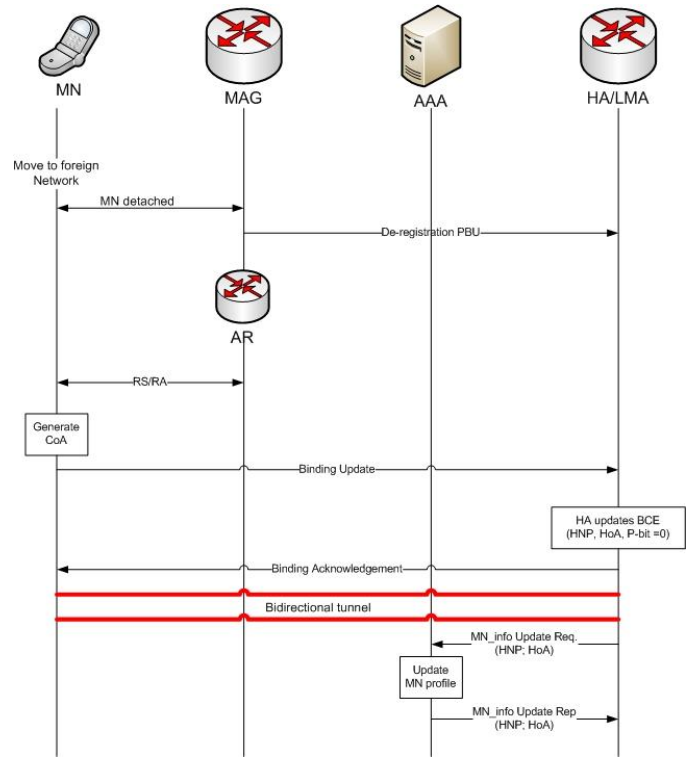 MN
MAG
AAA
HA/LMA
Move to foreign
Network
MN detached
De-registration PBU
AR
RS/RA
Generate
CoA
Binding Update
HA updates BCE
(HNP, HoA, P-bit =0)
Binding Acknowledgement
Bidirectional tunnel
MN_info Update Req.
(HNP; HoA)
Update
MN profile
MN_info Update Rep
(HNP; HoA)